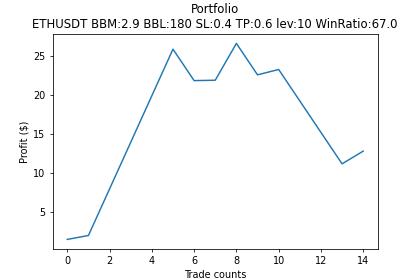 Portfolio
ETHUSDT BBM:2.9 BBL:180 SL:0.4 TP:0.6 lev:10 WinRatio:67.0
Profit ($)
25
20
15
10
5
0 2 4 6 8 10 12 14
Trade counts